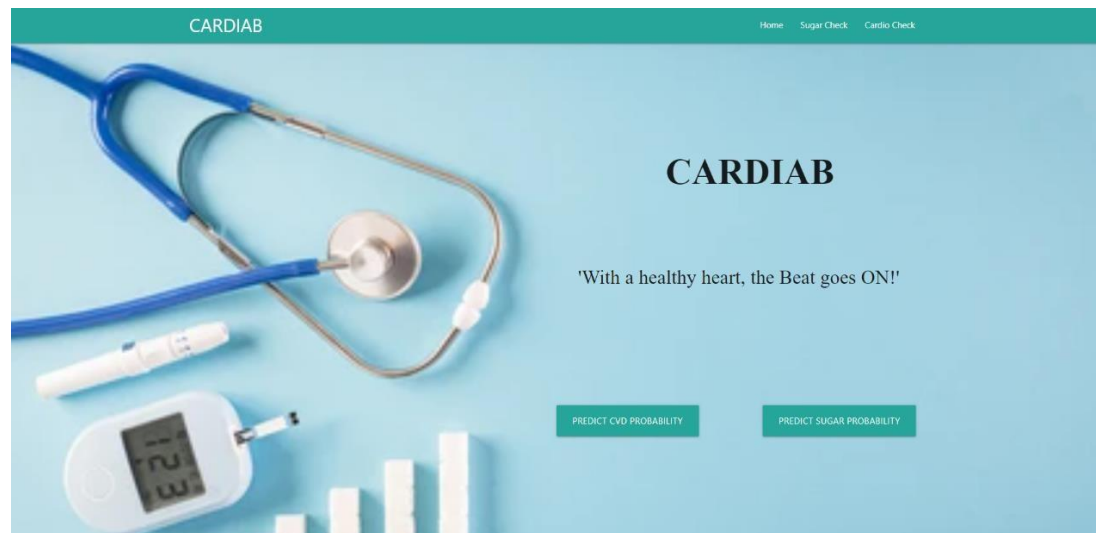 CARDIAB
Home Sugar Check Cardio Check
CARDIAB
'With a healthy heart, the Beat goes ON!'
PREDICT CVD PROBABILITY PREDICT SUGAR PROBABILITY
123